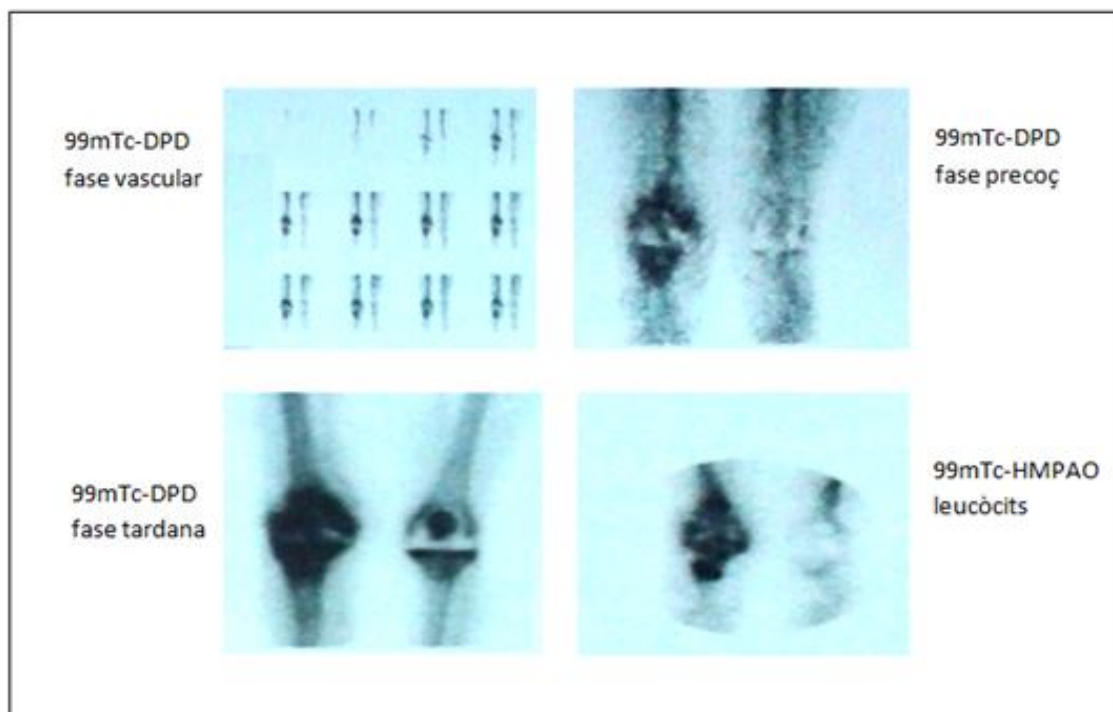 99mTc-DPD
fase vascular
99mTc-DPD
fase precoç
99mTc-DPD
fase tardana
99mTc-HMPAO
leucòcits